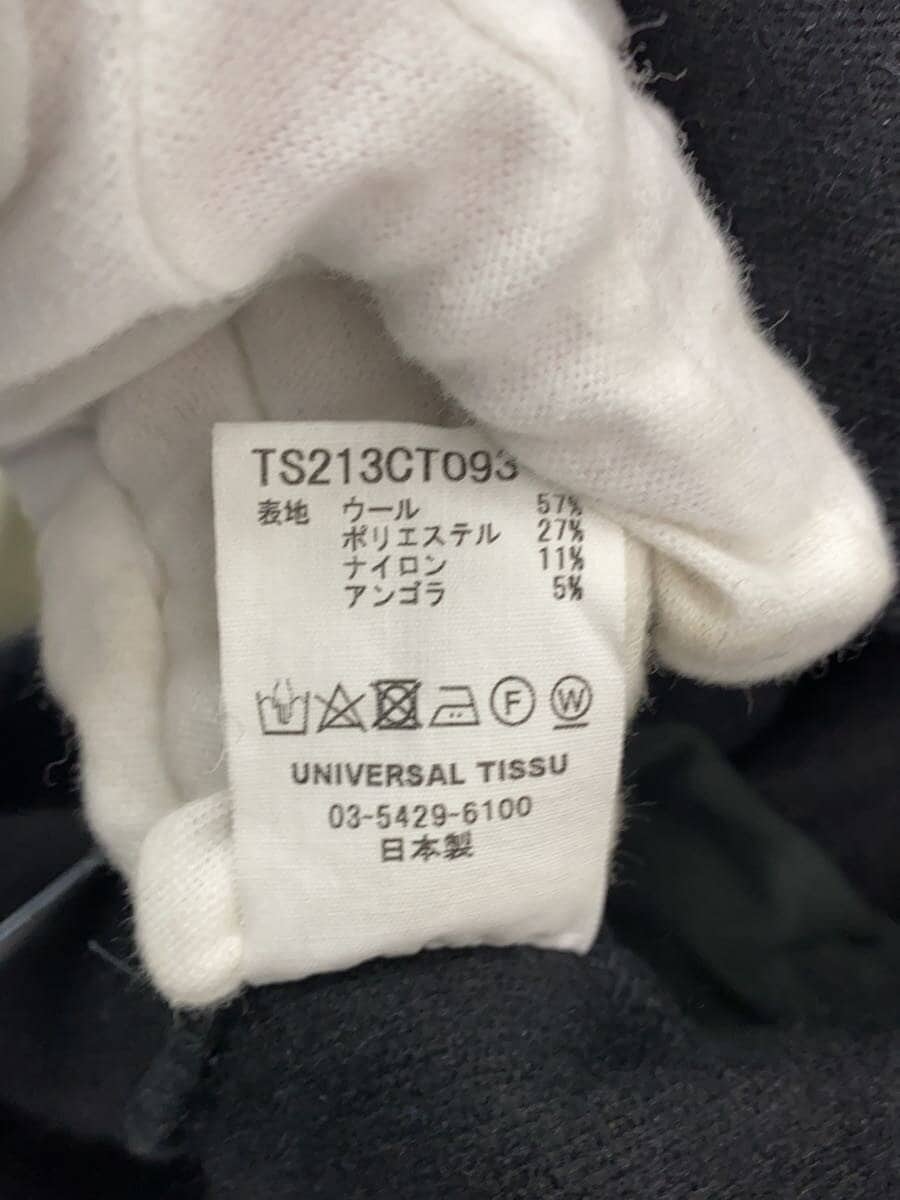 TS213CT093
表地 ウール 57%
ポリエステル 27%
ナイロン 11%
アンゴラ 5%
F W
UNIVERSAL TISSU
03-5429-6100
日本製